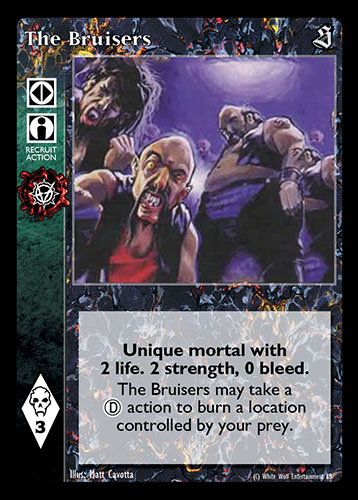 The Bruisers
RECRUIT
ACTION
Unique mortal with
2 life. 2 strength, 0 bleed.
The Bruisers may take a
Ⓓ action to burn a location
controlled by your prey.
3
Illus: Matt Cavotta
(C) White Wolf Entertainment AB